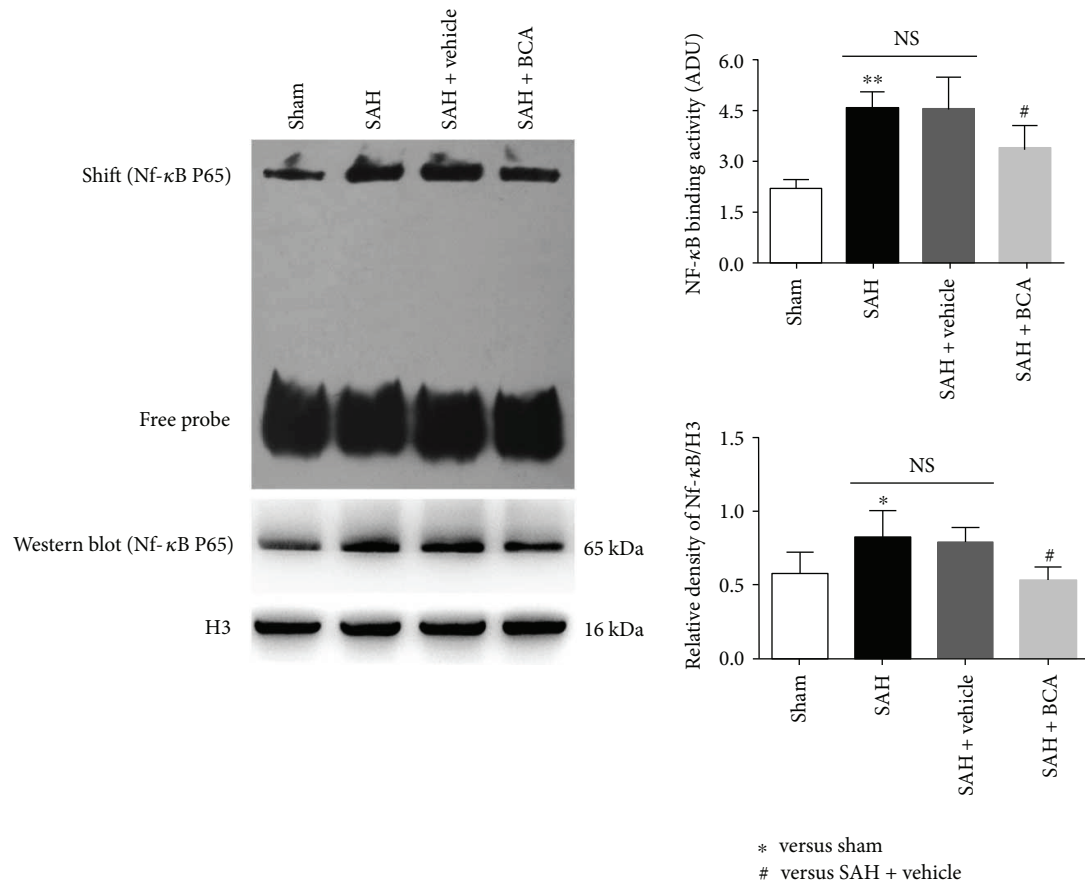 Sham
SAH
SAH + vehicle
SAH + BCA
Shift (Nf-κB P65)
Free probe
Western blot (Nf-κB P65)
65 kDa
H3
16 kDa
NS
6.0
4.5
3.0
1.5
0.0
NF-κB binding activity (ADU)
**
#
Sham
SAH
SAH + vehicle
SAH + BCA
NS
1.5
1.0
0.5
0.0
Relative density of Nf-κB/H3
*
#
Sham
SAH
SAH + vehicle
SAH + BCA
* versus sham
# versus SAH + vehicle